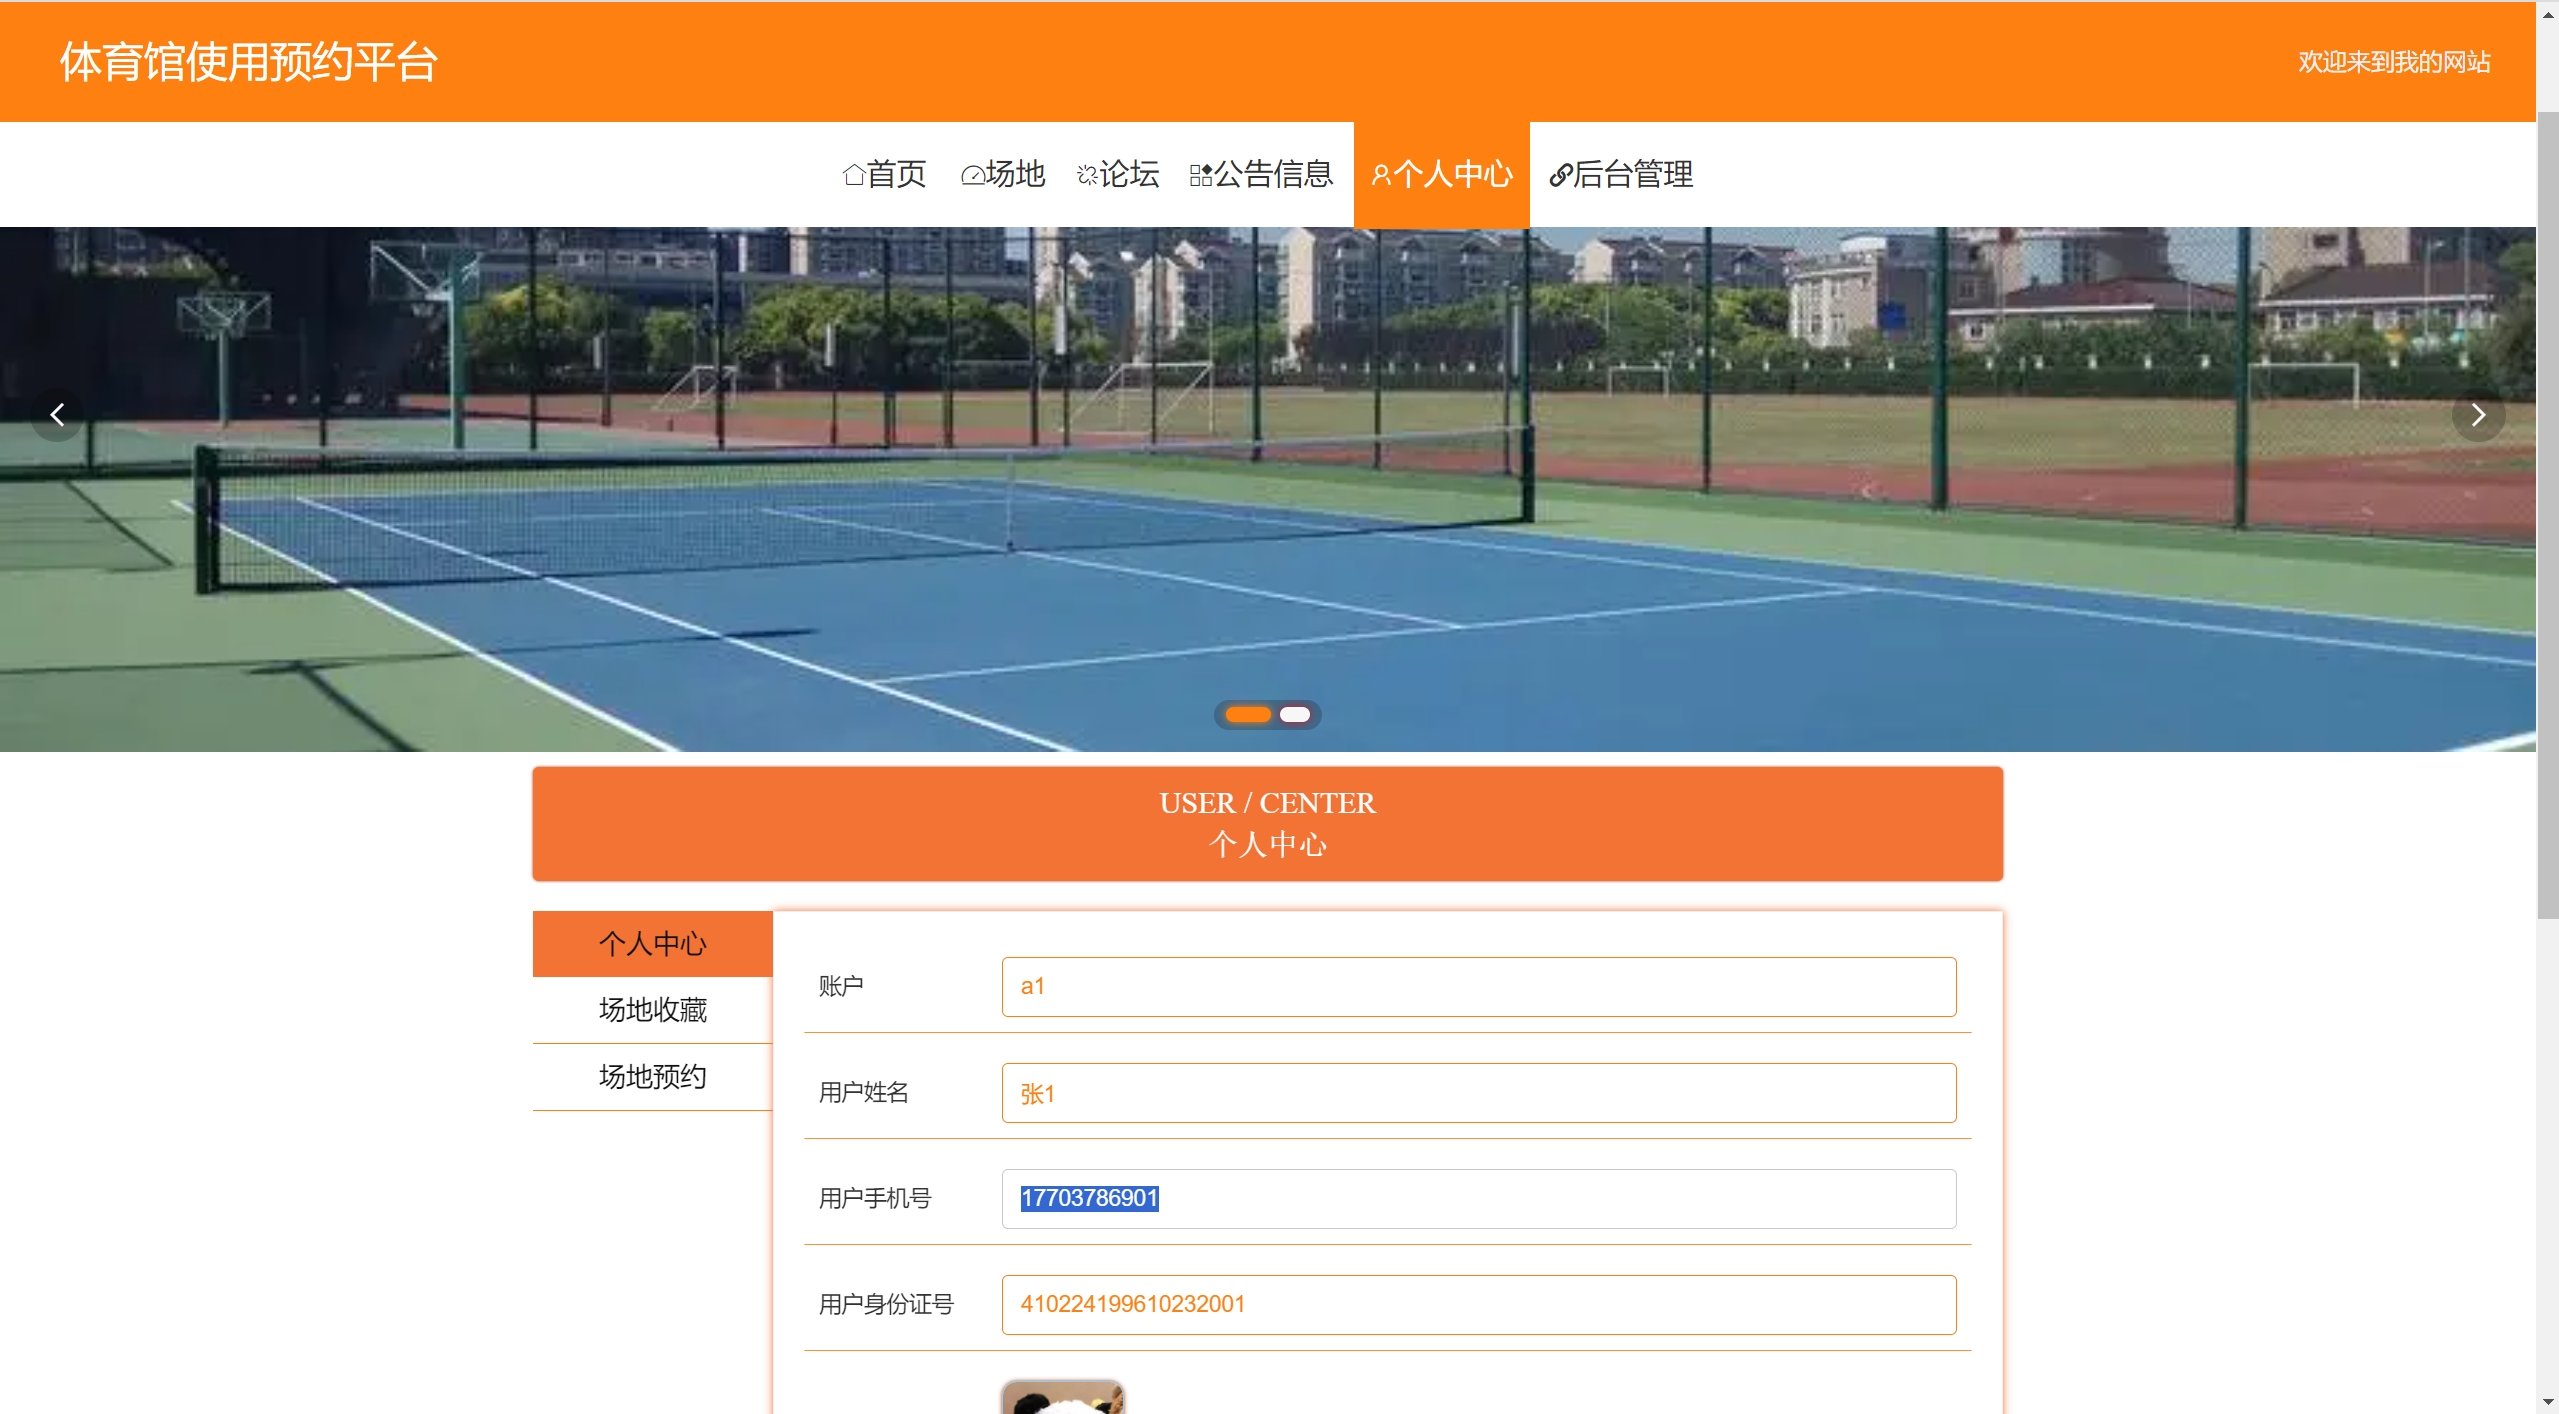 体育馆使用预约平台
欢迎来到我的网站
首页 场地 论坛 公告信息 个人中心 后台管理
USER / CENTER
个人中心
个人中心
场地收藏
场地预约
账户 a1
用户姓名 张1
用户手机号 17703786901
用户身份证号 410224199610232001